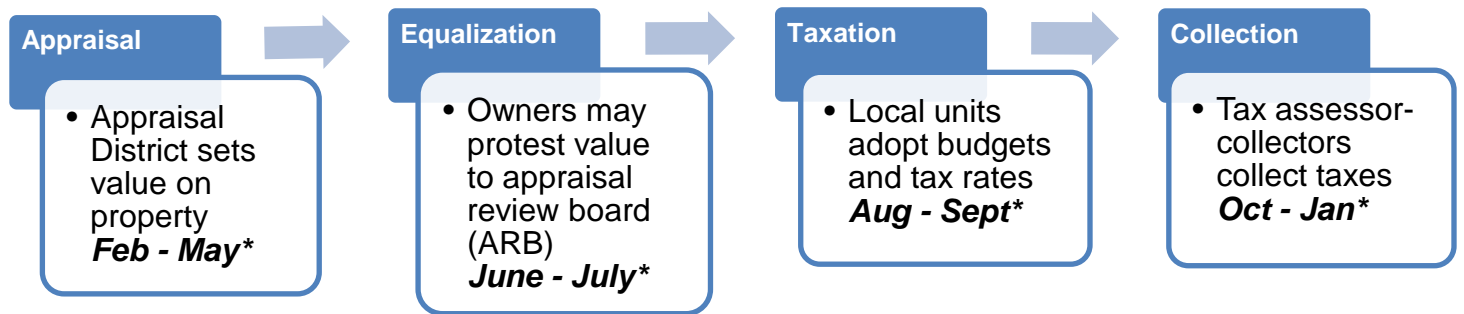 Appraisal
• Appraisal
District sets
value on
property
Feb - May*
Equalization
• Owners may
protest value
to appraisal
review board
(ARB)
June - July*
Taxation
• Local units
adopt budgets
and tax rates
Aug - Sept*
Collection
• Tax assessor-
collectors
collect taxes
Oct - Jan*